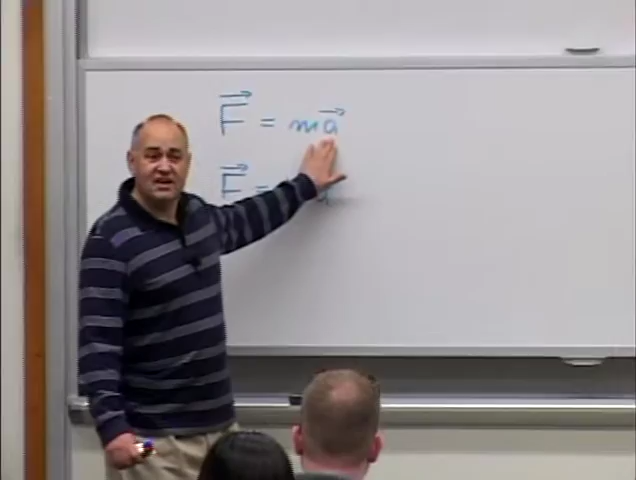 F⃗ = ma⃗
F⃗ =